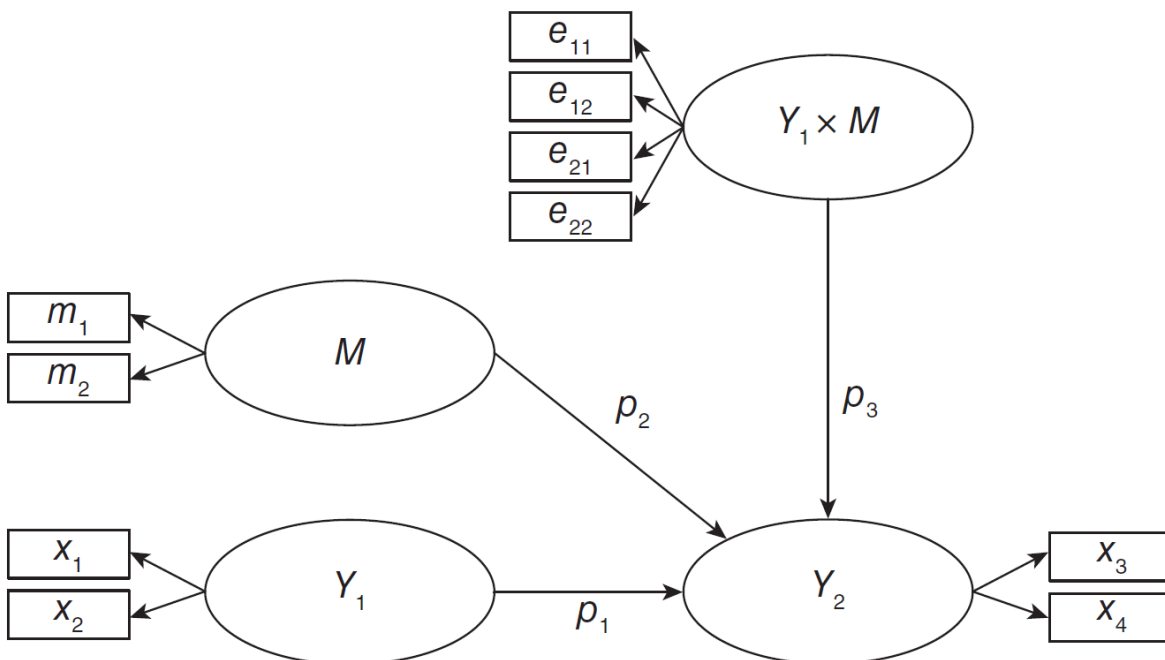 e₁₁
e₁₂
e₂₁
e₂₂
Y₁ × M
m₁
m₂
M
p₂
p₃
x₁
x₂
Y₁
p₁
Y₂
x₃
x₄